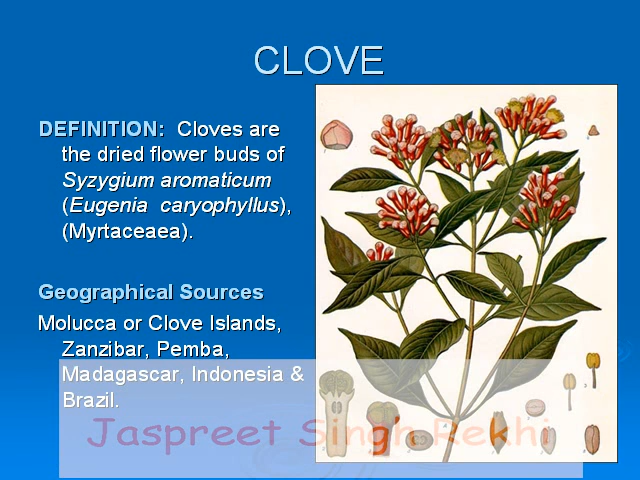 CLOVE
DEFINITION: Cloves are
the dried flower buds of
Syzygium aromaticum
(Eugenia caryophyllus),
(Myrtaceaea).
Geographical Sources
Molucca or Clove Islands,
Zanzibar, Pemba,
Madagascar, Indonesia &
Brazil.
Jaspreet Singh Rekhi